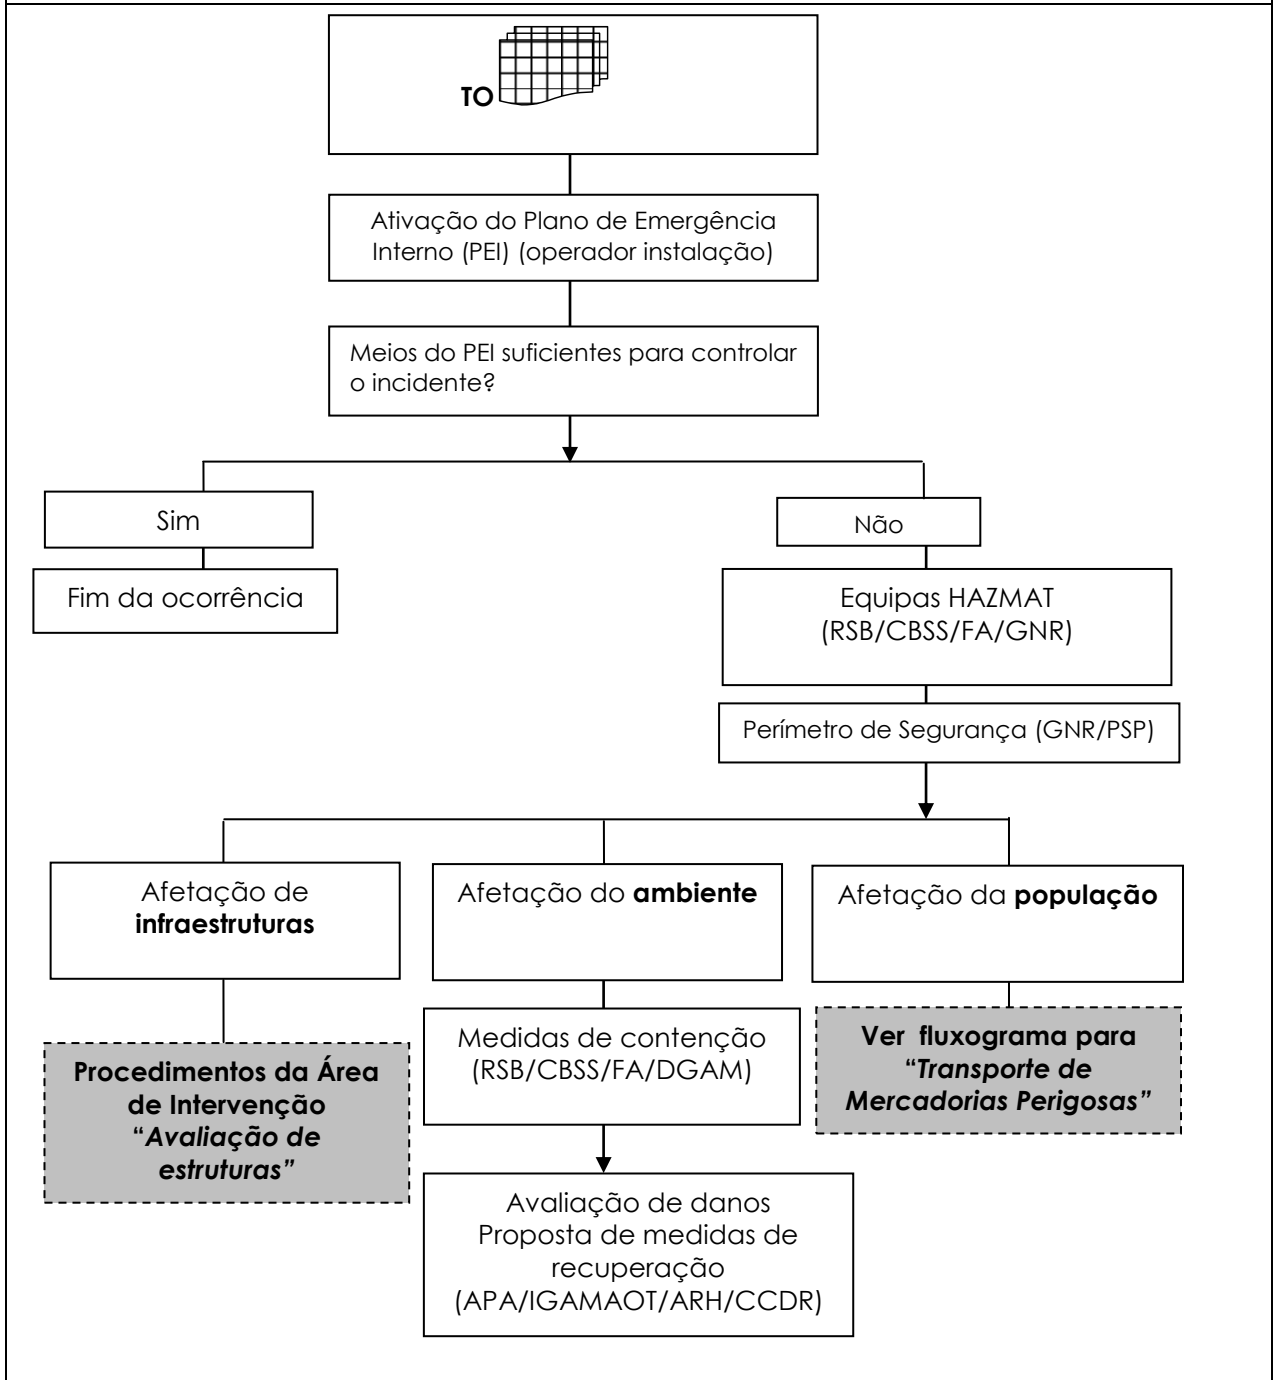 TO
Ativação do Plano de Emergência
Interno (PEI) (operador instalação)
Meios do PEI suficientes para controlar
o incidente?
Sim
Não
Fim da ocorrência
Equipas HAZMAT
(RSB/CBSS/FA/GNR)
Perímetro de Segurança (GNR/PSP)
Afetação de
infraestruturas
Afetação do ambiente
Afetação da população
Procedimentos da Área
de Intervenção
“Avaliação de
estruturas”
Medidas de contenção
(RSB/CBSS/FA/DGAM)
Ver fluxograma para
“Transporte de
Mercadorias Perigosas”
Avaliação de danos
Proposta de medidas de
recuperação
(APA/IGAMAOT/ARH/CCDR)